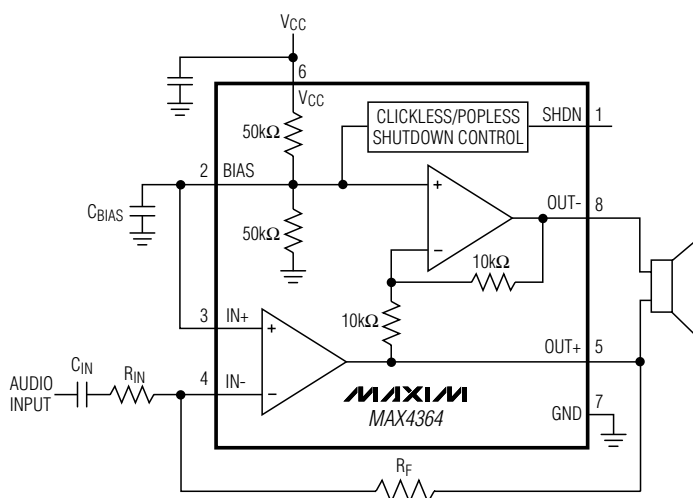 VCC
6
VCC
50kΩ
CLICKLESS/POPLESS
SHUTDOWN CONTROL
SHDN 1
2 BIAS
CBIAS
50kΩ
OUT- 8
10kΩ
10kΩ
3 IN+
OUT+ 5
CIN
RIN
4 IN-
AUDIO
INPUT
MAXIM
MAX4364
GND 7
RF
+
−
+
−